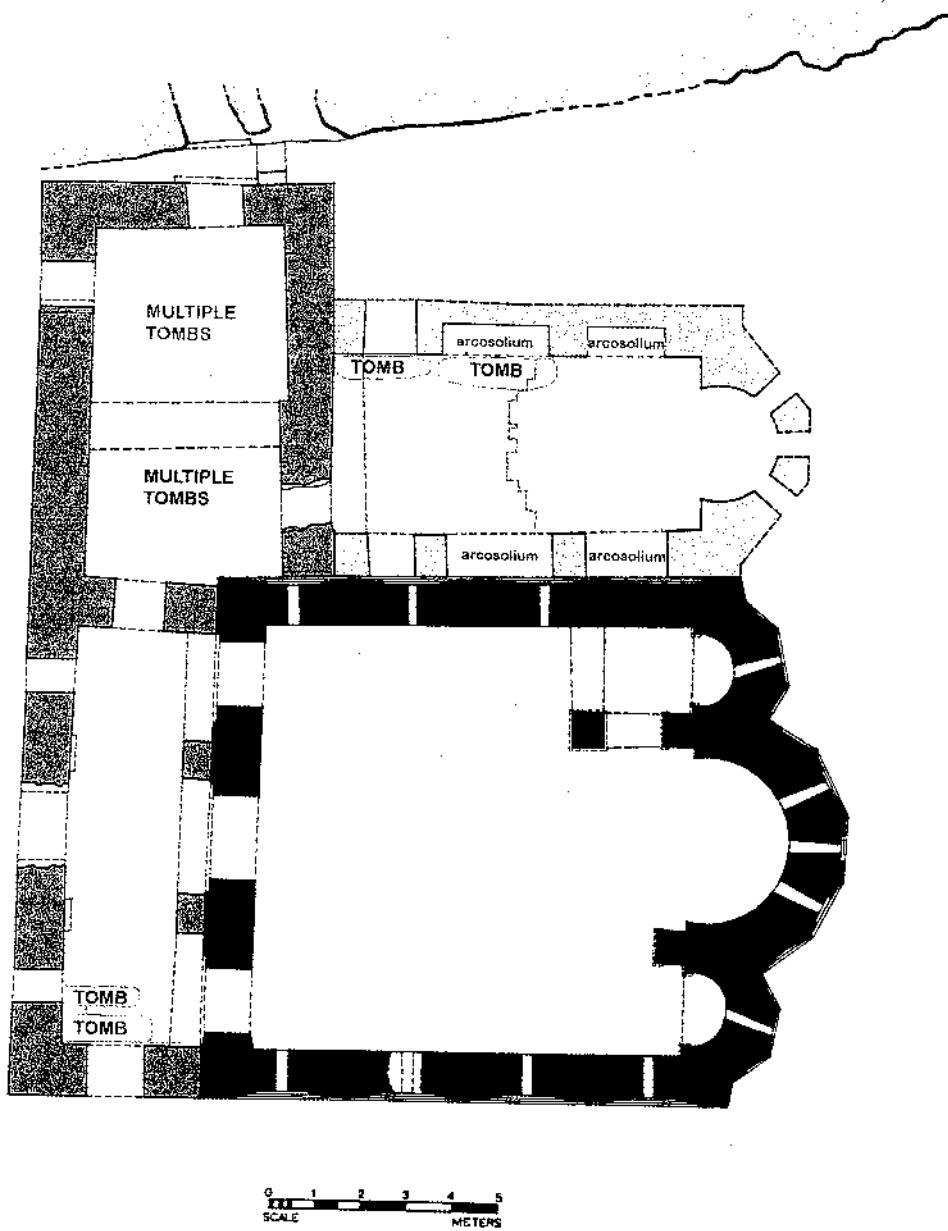 MULTIPLE
TOMBS
arcosolium
arcosolium
TOMB
TOMB
MULTIPLE
TOMBS
arcosolium
arcosolium
TOMB
TOMB
0 1 2 3 4 5
SCALE METERS